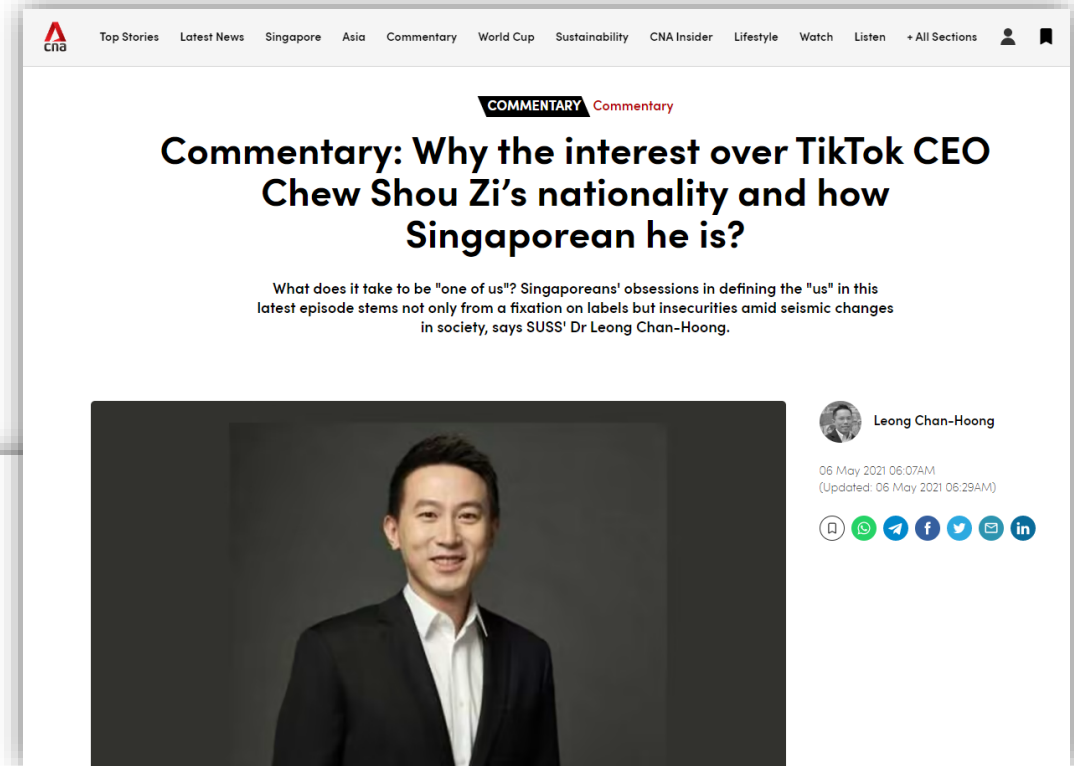 cna
Top Stories Latest News Singapore Asia Commentary World Cup Sustainability CNA Insider Lifestyle Watch Listen + All Sections
COMMENTARY Commentary
Commentary: Why the interest over TikTok CEO
Chew Shou Zi’s nationality and how
Singaporean he is?
What does it take to be "one of us"? Singaporeans' obsessions in defining the "us" in this
latest episode stems not only from a fixation on labels but insecurities amid seismic changes
in society, says SUSS' Dr Leong Chan-Hoong.
Leong Chan-Hoong
06 May 2021 06:07AM
(Updated: 06 May 2021 06:29AM)
f in